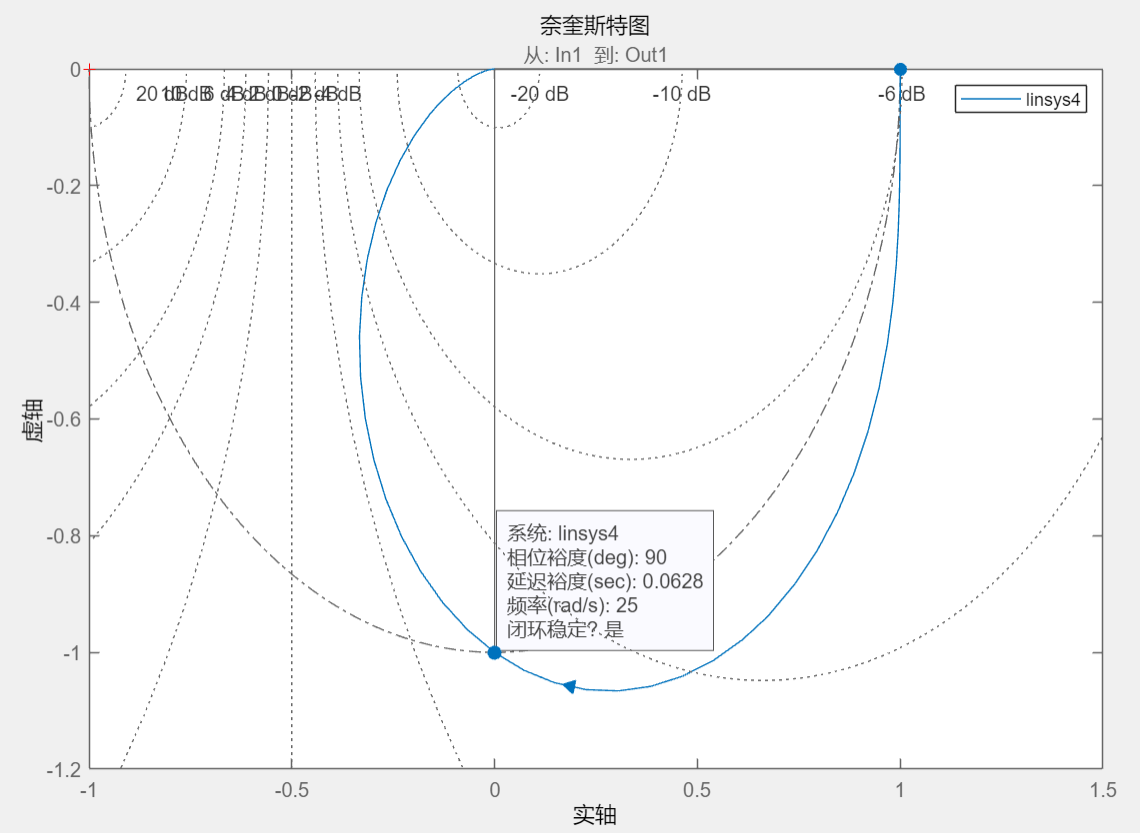 奈奎斯特图
从: In1 到: Out1
0
-0.2
-0.4
-0.6
-0.8
-1
-1.2
虚轴
20 dB
-20 dB
-10 dB
-6 dB
linsys4
系统: linsys4
相位裕度(deg): 90
延迟裕度(sec): 0.0628
频率(rad/s): 25
闭环稳定? 是
-1
-0.5
0
0.5
1
1.5
实轴